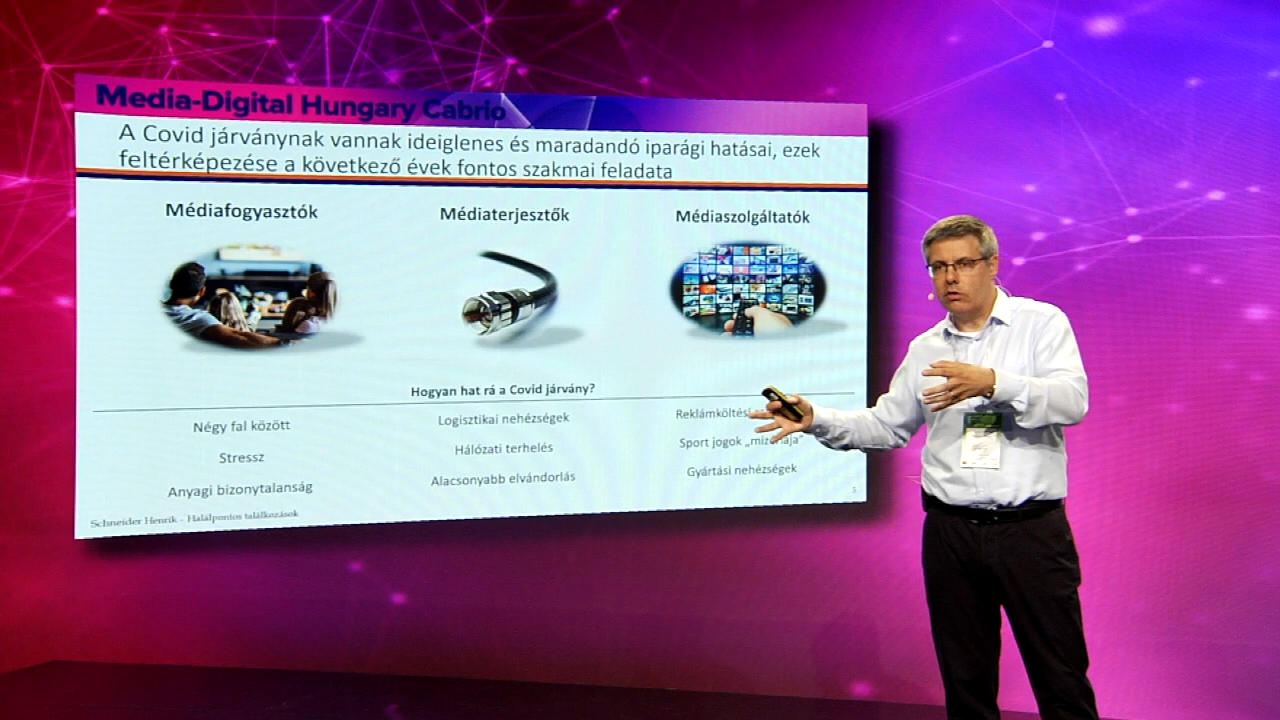 Media-Digital Hungary Cabrio
A Covid járványnak vannak ideiglenes és maradandó iparági hatásai, ezek
feltérképezése a következő évek fontos szakmai feladata
Médiafogyasztók
Médiaterjesztők
Médiaszolgáltatók
Hogyan hat rá a Covid járvány?
Négy fal között
Stressz
Anyagi bizonytalanság
Logisztikai nehézségek
Hálózati terhelés
Alacsonyabb elvándorlás
Sport jogok
Gyártási nehézségek
5
Schneider Henrik – Halálpontos találkozások